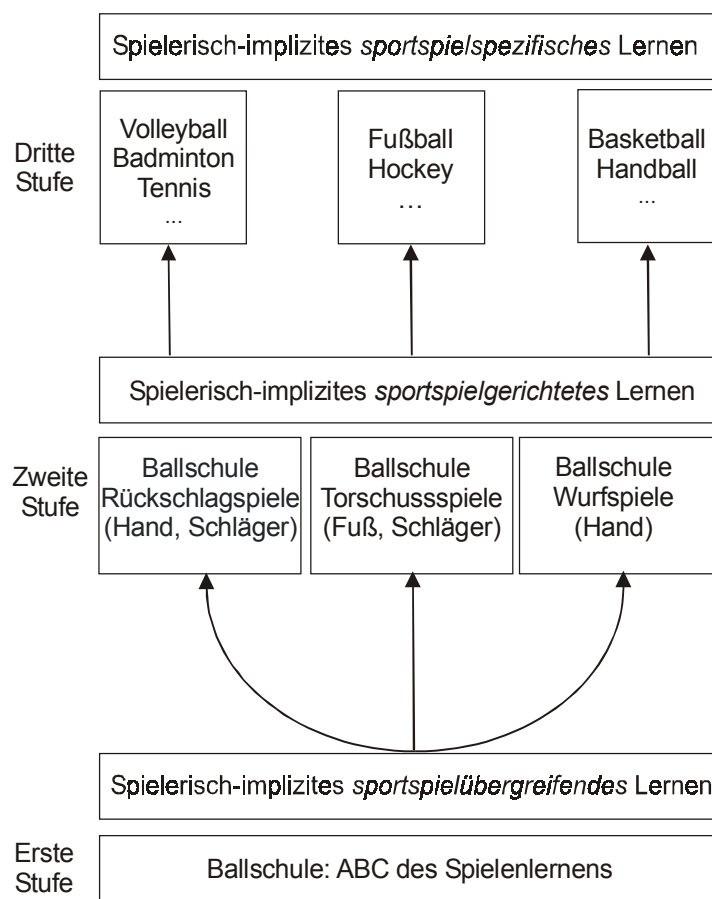 Spielerisch-implizites sportspielspezifisches Lernen
Dritte
Stufe
Volleyball
Badminton
Tennis
...
Fußball
Hockey
...
Basketball
Handball
...
Spielerisch-implizites sportspielgerichtetes Lernen
Zweite
Stufe
Ballschule
Rückschlagspiele
(Hand, Schläger)
Ballschule
Torschussspiele
(Fuß, Schläger)
Ballschule
Wurfspiele
(Hand)
Spielerisch-implizites sportspielübergreifendes Lernen
Erste
Stufe
Ballschule: ABC des Spielenlernens